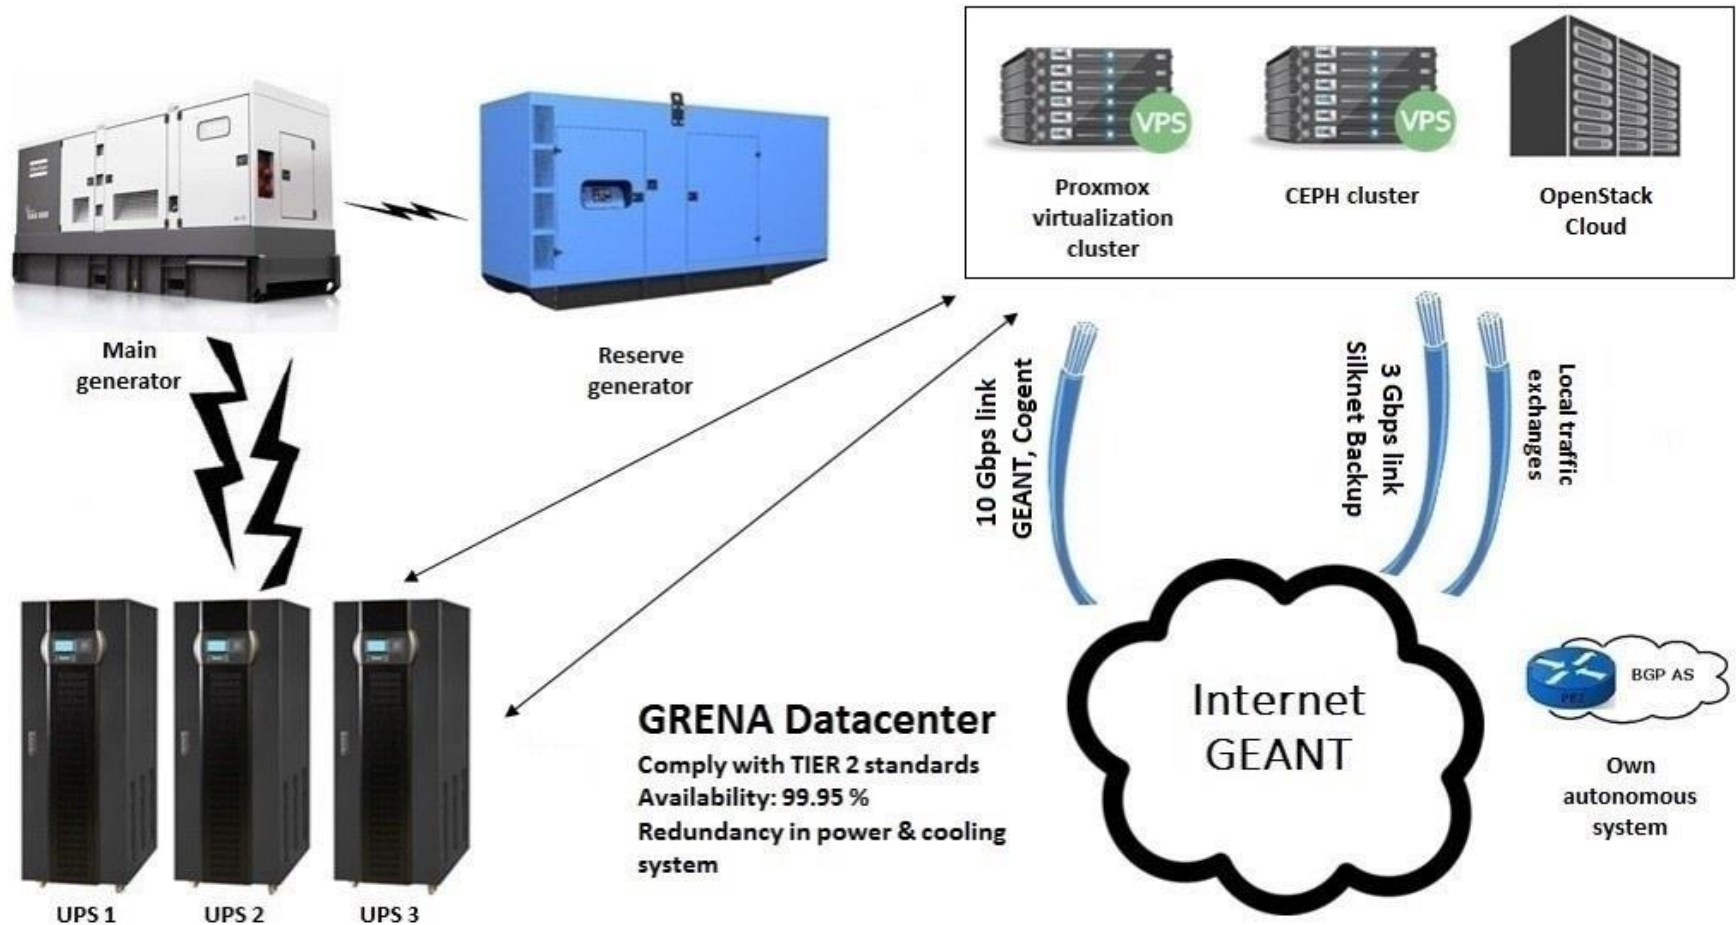 VPS
VPS
Proxmox
virtualization
cluster
CEPH cluster
OpenStack
Cloud
Main
generator
Reserve
generator
10 Gbps link
GEANT, Cogent
3 Gbps link
Silknet Backup
Local traffic
exchanges
Internet
GEANT
BGP AS
Own
autonomous
system
GRENA Datacenter
Comply with TIER 2 standards
Availability: 99.95 %
Redundancy in power & cooling
system
UPS 1
UPS 2
UPS 3